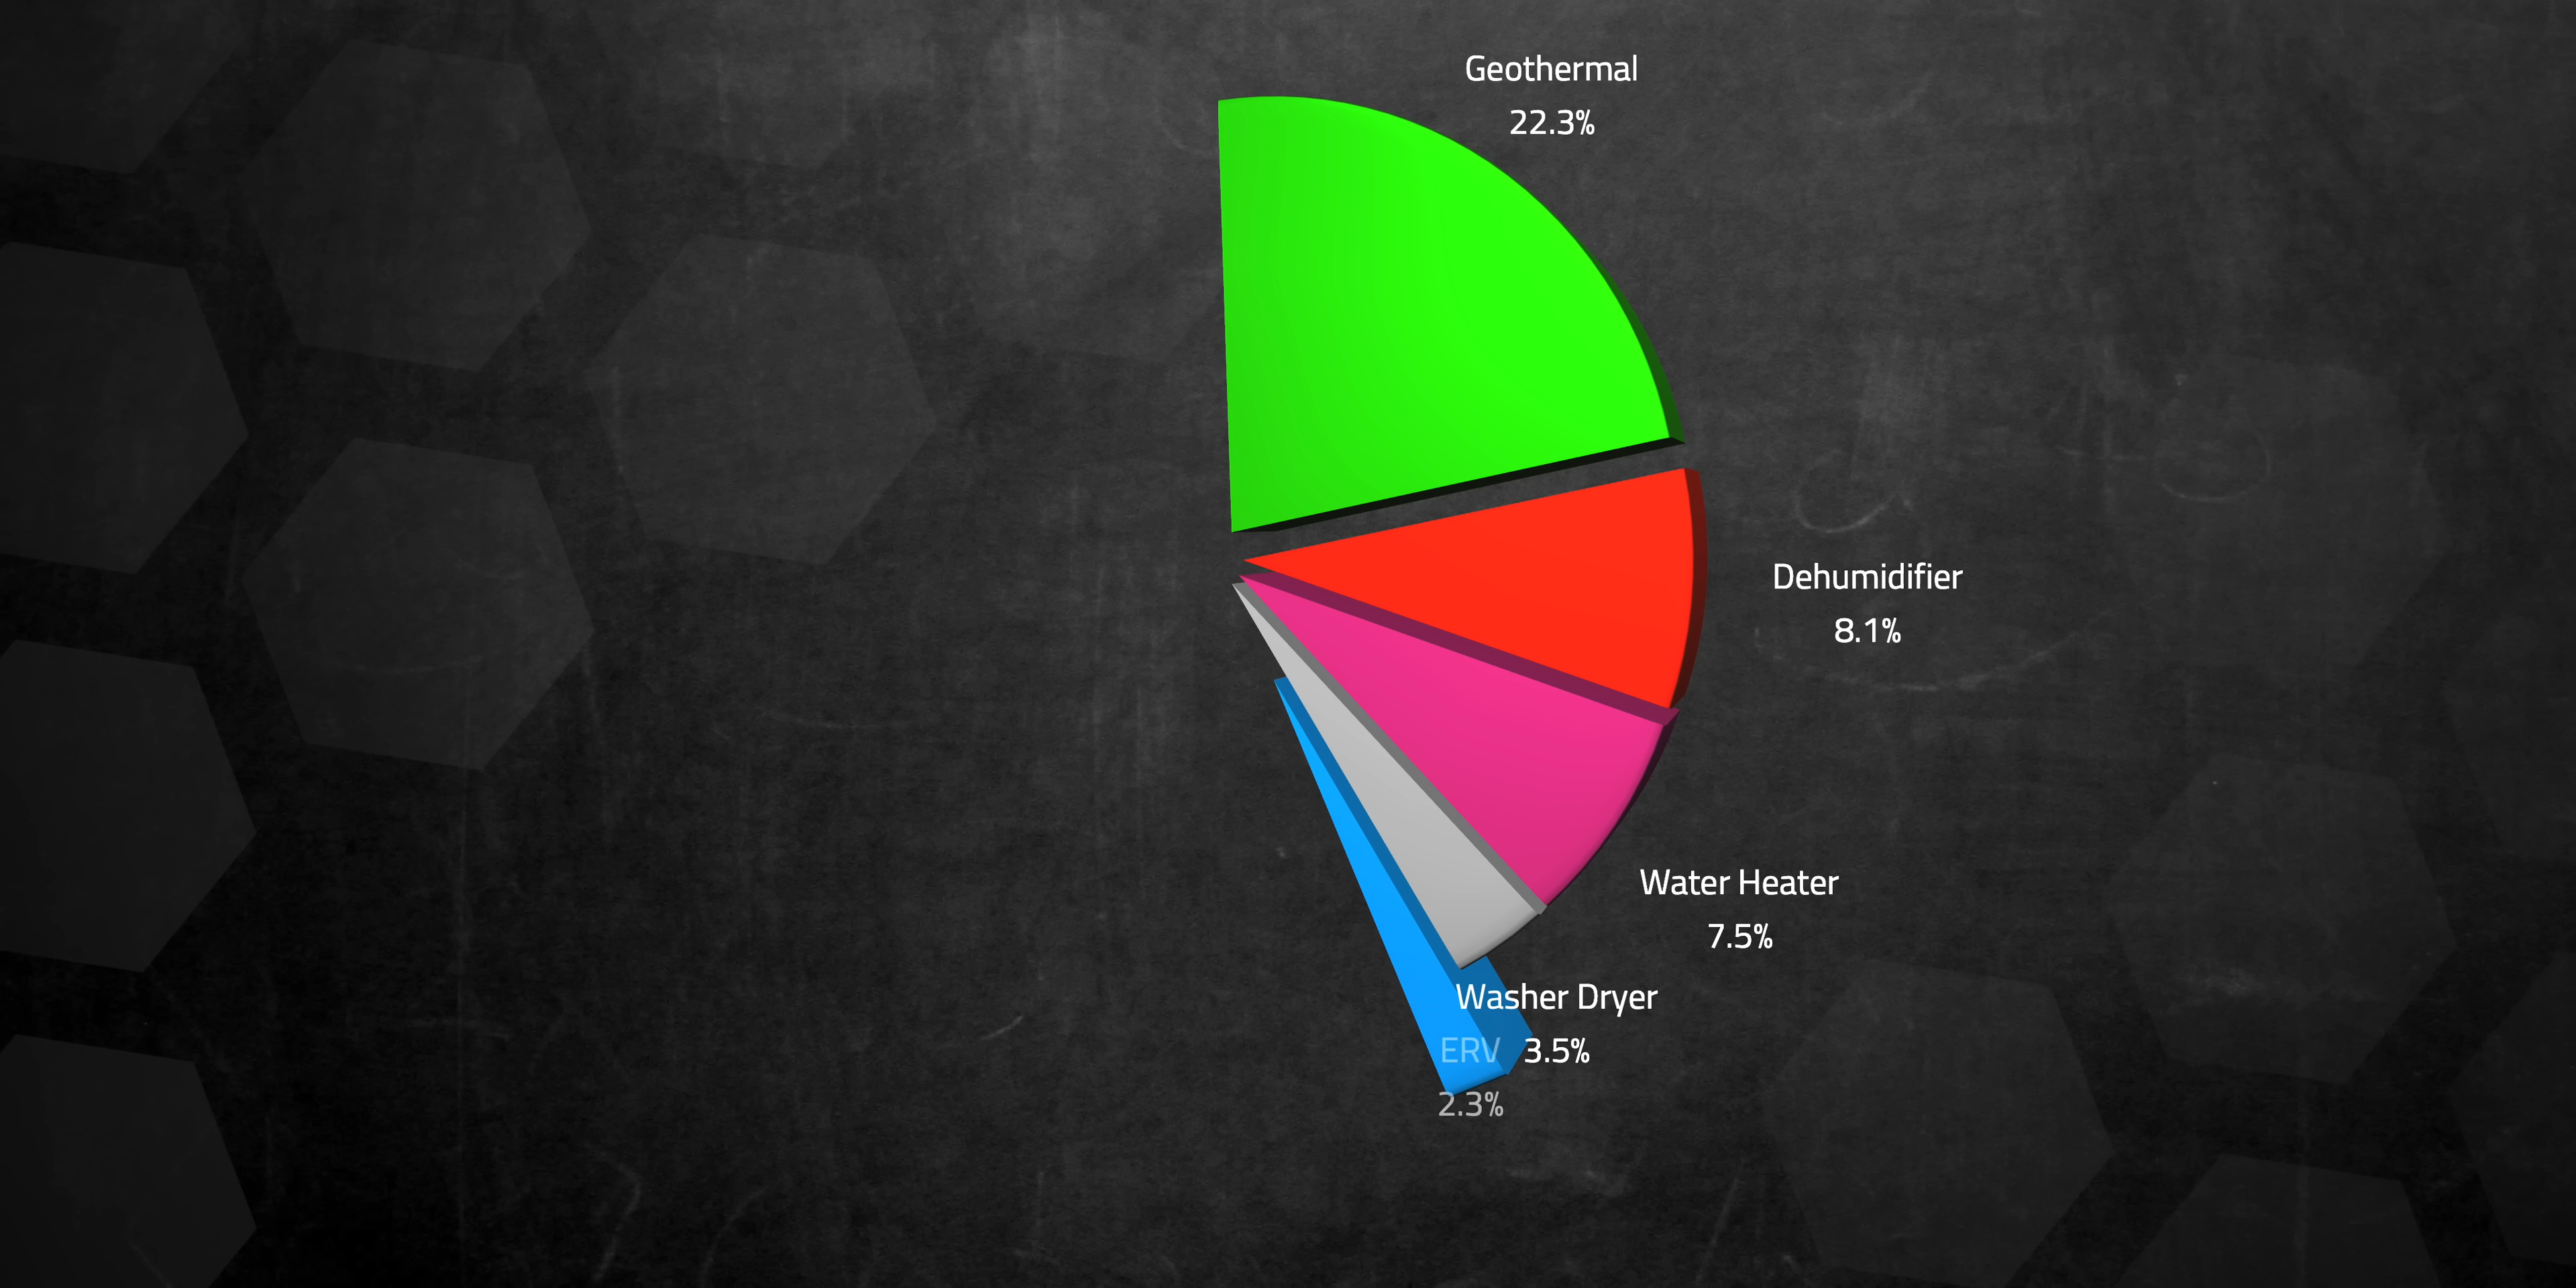 Geothermal
22.3%
Dehumidifier
8.1%
Water Heater
7.5%
Washer Dryer
3.5%
ERV
2.3%